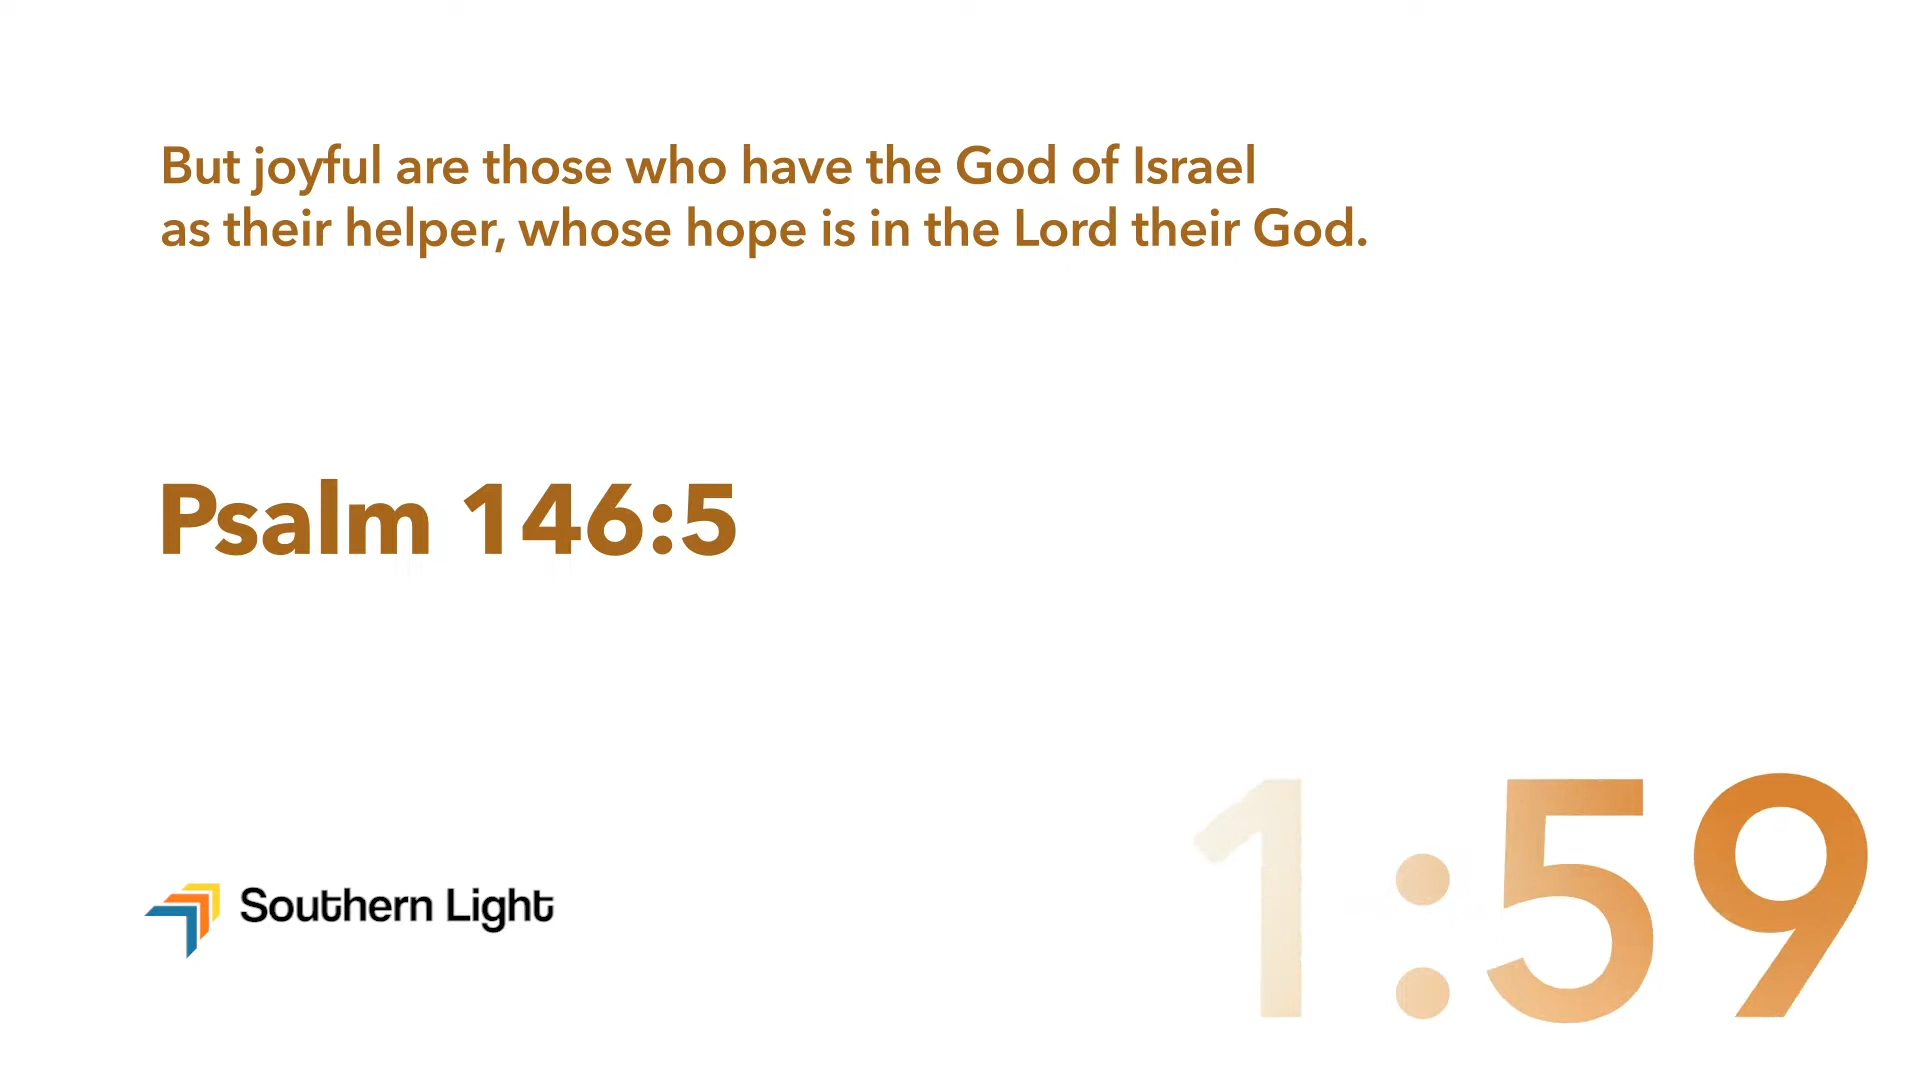 But joyful are those who have the God of Israel
as their helper, whose hope is in the Lord their God.
Psalm 146:5
Southern Light
1:59